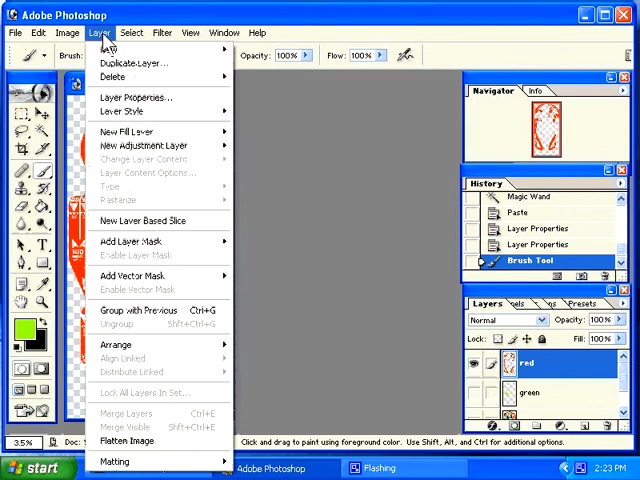 Adobe Photoshop
File Edit Image Layer Select Filter View Window Help
Brush: Opacity: 100% Flow: 100%
Duplicate Layer...
Delete
Layer Properties...
Layer Style
New Fill Layer
New Adjustment Layer
Change Layer Content
Layer Content Options...
Type
Rasterize
New Layer Based Slice
Add Layer Mask
Enable Layer Mask
Add Vector Mask
Enable Vector Mask
Group with Previous Ctrl+G
Ungroup Shft+Ctrl+G
Arrange
Align Linked
Distribute Linked
Lock All Layers In Set...
Merge Layers Ctrl+E
Merge Visible Shft+Ctrl+E
Flatten Image
Matting
Navigator Info
History
Magic Wand
Paste
Layer Properties
Layer Properties
Brush Tool
Layers nels ns Presets
Normal Opacity: 100%
Lock: Fill: 100%
red
green
3.5% Doc: Click and drag to paint using foreground color. Use Shift, Alt, and Ctrl for additional options.
start Adobe Photoshop Flashing 2:23 PM